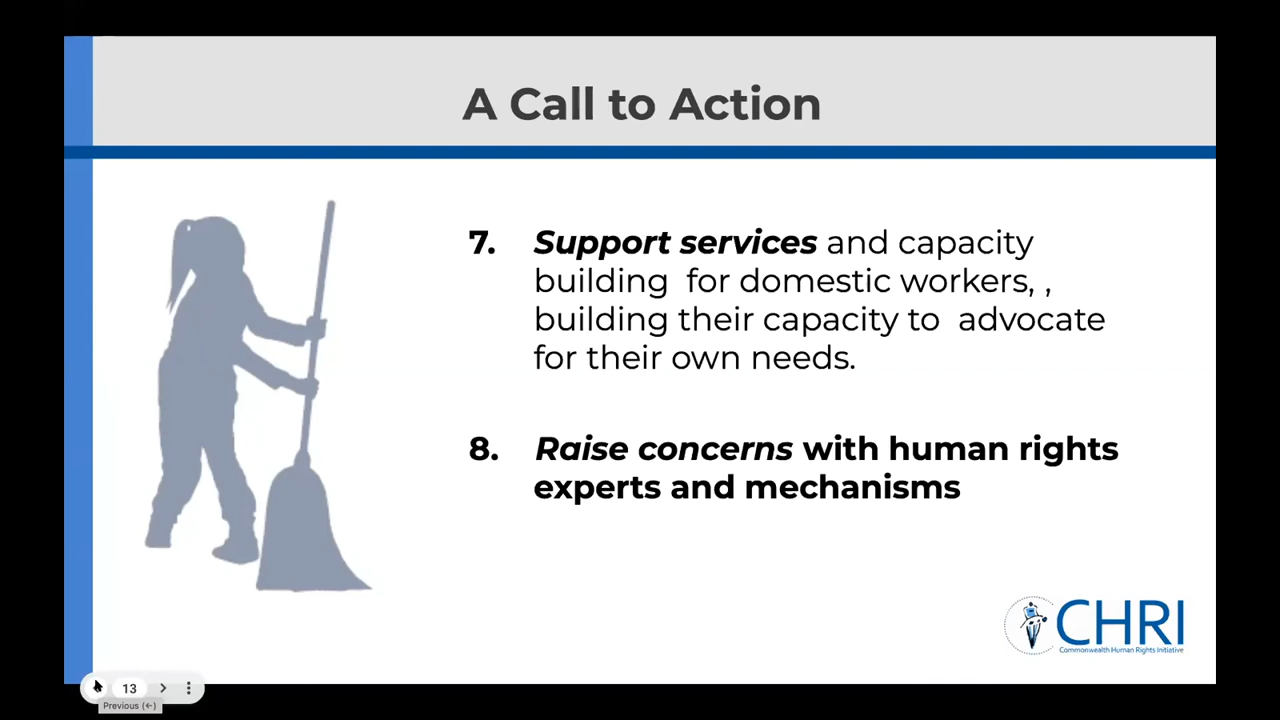 A Call to Action
7. Support services and capacity
building for domestic workers, ,
building their capacity to advocate
for their own needs.
8. Raise concerns with human rights
experts and mechanisms
CHRI
Commonwealth Human Rights Initiative
13
Previous (←)